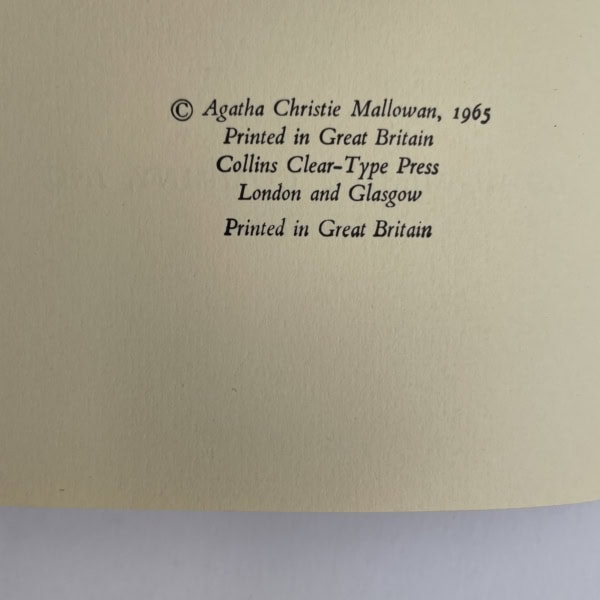 © Agatha Christie Mallowan, 1965
Printed in Great Britain
Collins Clear-Type Press
London and Glasgow
Printed in Great Britain